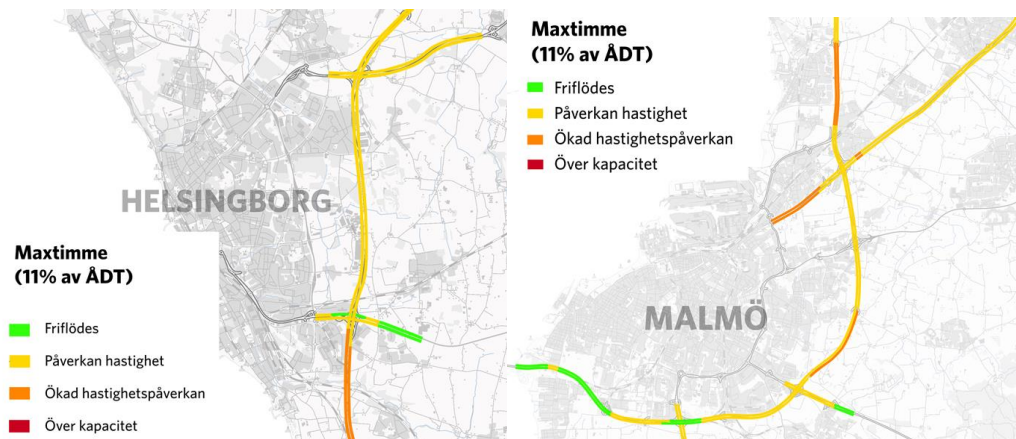 HELSINGBORG
Maxtimme
(11% av ÅDT)
Friflödes
Påverkan hastighet
Ökad hastighetspåverkan
Över kapacitet
Maxtimme
(11% av ÅDT)
Friflödes
Påverkan hastighet
Ökad hastighetspåverkan
Över kapacitet
MALMÖ